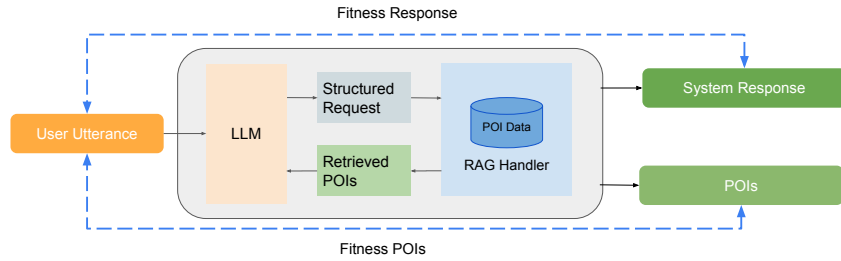 Fitness Response
User Utterance
LLM
Structured
Request
Retrieved
POIs
POI Data
RAG Handler
System Response
POIs
Fitness POIs